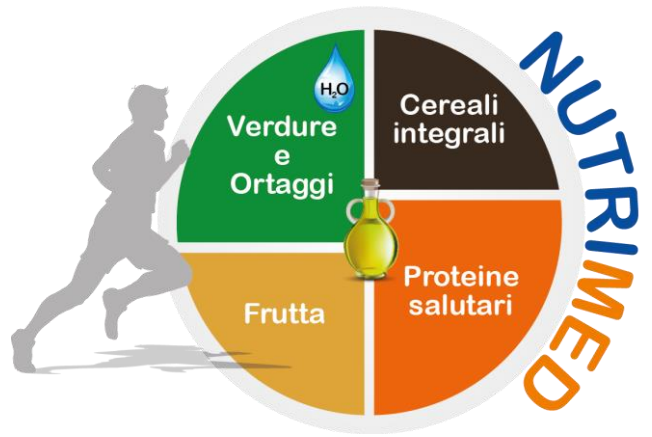 H₂O
Verdure
e
Ortaggi
Cereali
integrali
Frutta
Proteine
salutari
NUTRIMED